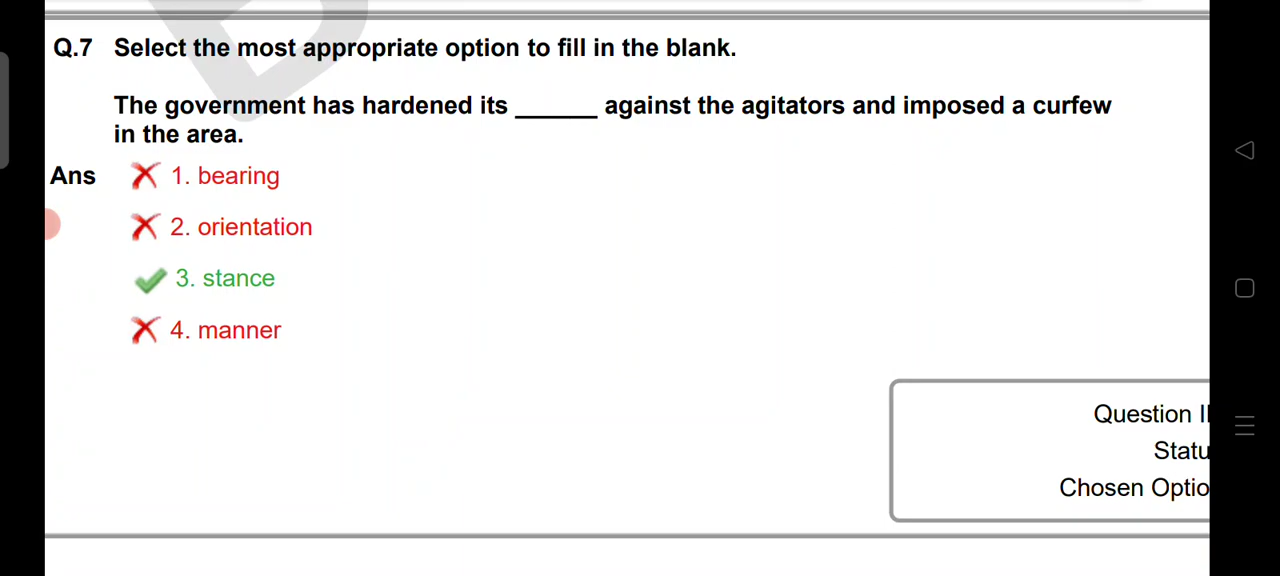 Q.7 Select the most appropriate option to fill in the blank.
The government has hardened its ______ against the agitators and imposed a curfew
in the area.
Ans 1. bearing
2. orientation
3. stance
4. manner
Question
Statu
Chosen Optio